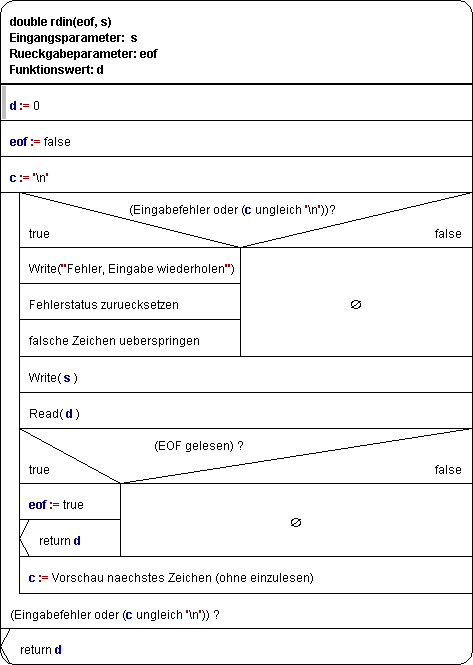 double rdin(eof, s)
Eingangsparameter: s
Rueckgabeparameter: eof
Funktionswert: d
d := 0
eof := false
c := '\n'
(Eingabefehler oder (c ungleich '\n'))?
true false
Write("Fehler, Eingabe wiederholen")
∅
Fehlerstatus zuruecksetzen
falsche Zeichen ueberspringen
Write( s )
Read( d )
(EOF gelesen) ?
true false
eof := true
∅
return d
c := Vorschau naechstes Zeichen (ohne einzulesen)
(Eingabefehler oder (c ungleich '\n')) ?
return d